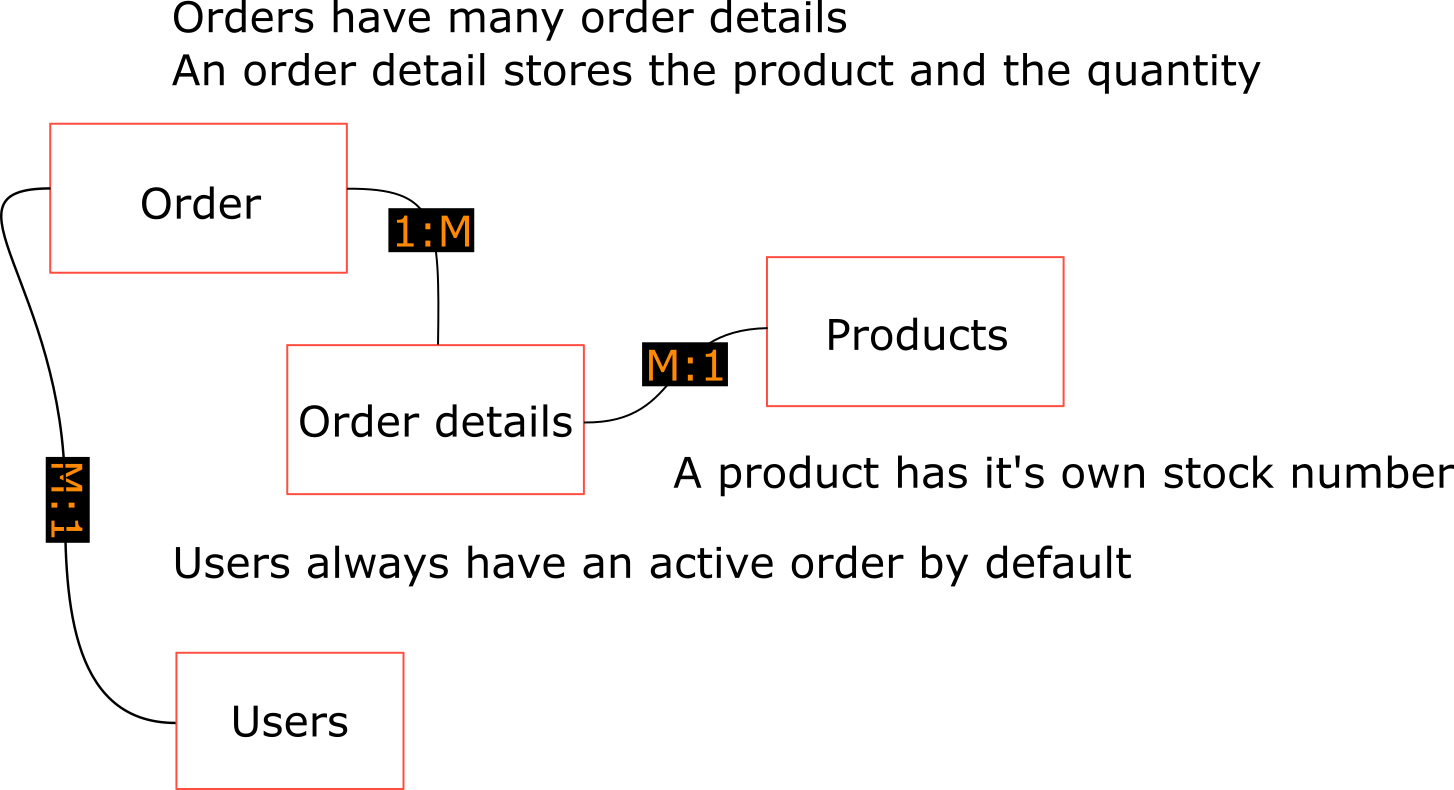 Orders have many order details
An order detail stores the product and the quantity
Order
1:M
Products
M:1
Order details
A product has it's own stock number
M:1
Users always have an active order by default
Users